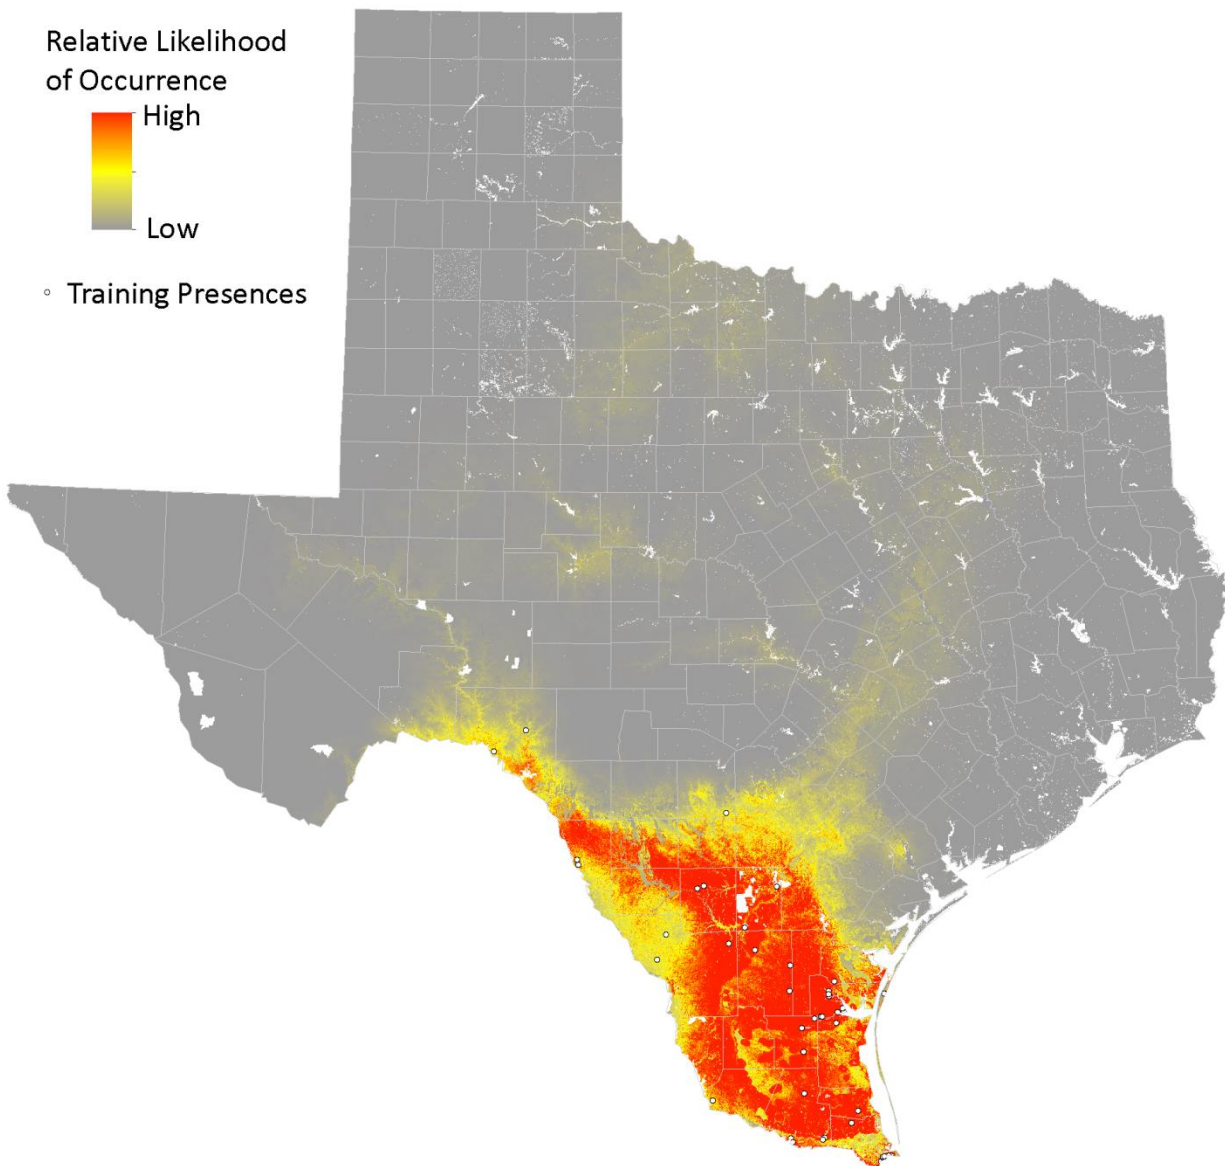 Relative Likelihood
of Occurrence
High
Low
Training Presences